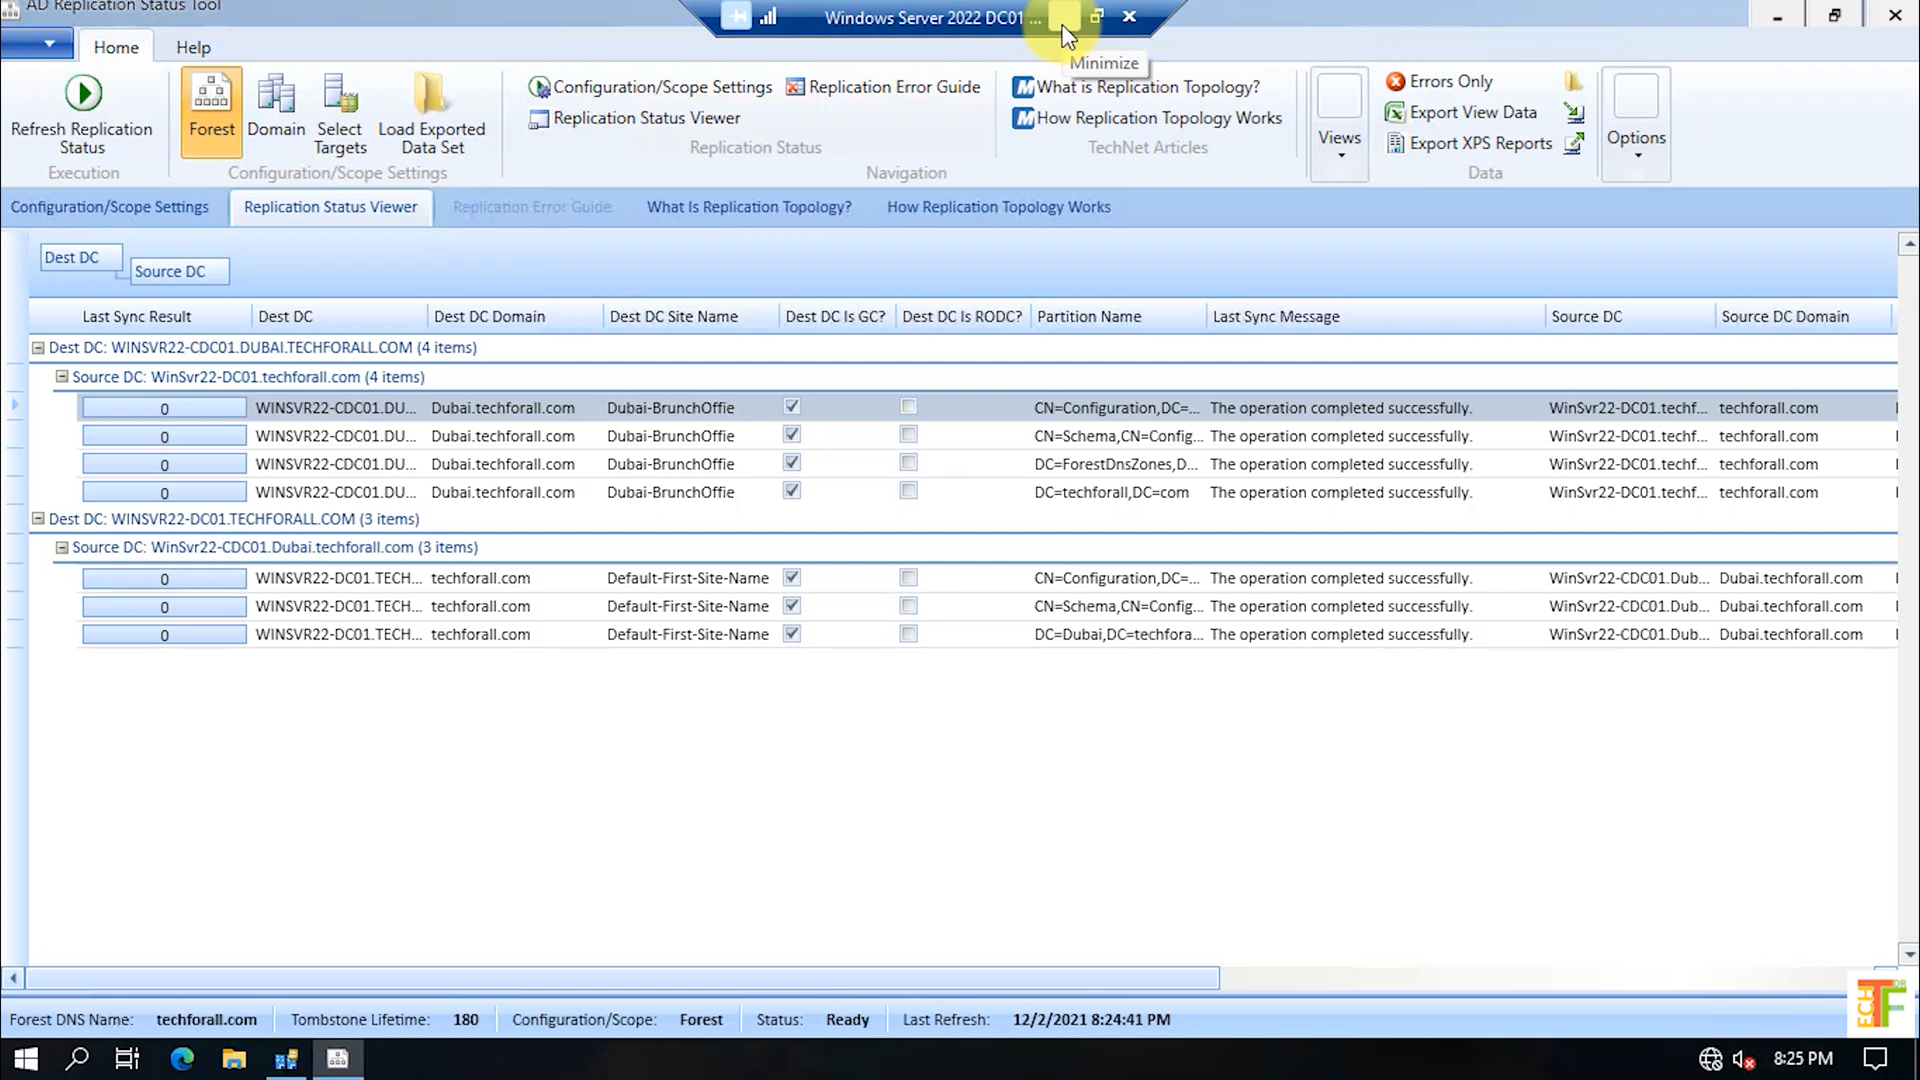 AD Replication Status Tool
Windows Server 2022 DC01 ...
Minimize
Home Help
Refresh Replication Status
Execution
Forest
Domain
Select Targets
Load Exported Data Set
Configuration/Scope Settings
Configuration/Scope Settings Replication Error Guide
Replication Status Viewer
Replication Status
What is Replication Topology?
How Replication Topology Works
TechNet Articles
Navigation
Views
Errors Only
Export View Data
Export XPS Reports
Data
Options
Configuration/Scope Settings Replication Status Viewer Replication Error Guide What Is Replication Topology? How Replication Topology Works
Dest DC
Source DC
Last Sync Result Dest DC Dest DC Domain Dest DC Site Name Dest DC Is GC? Dest DC Is RODC? Partition Name Last Sync Message Source DC Source DC Domain
Dest DC: WINSVR22-CDC01.DUBAI.TECHFORALL.COM (4 items)
Source DC: WinSvr22-DC01.techforall.com (4 items)
0 WINSVR22-CDC01.DU... Dubai.techforall.com Dubai-BrunchOffie CN=Configuration,DC=... The operation completed successfully. WinSvr22-DC01.techf... techforall.com
0 WINSVR22-CDC01.DU... Dubai.techforall.com Dubai-BrunchOffie CN=Schema,CN=Config... The operation completed successfully. WinSvr22-DC01.techf... techforall.com
0 WINSVR22-CDC01.DU... Dubai.techforall.com Dubai-BrunchOffie DC=ForestDnsZones,D... The operation completed successfully. WinSvr22-DC01.techf... techforall.com
0 WINSVR22-CDC01.DU... Dubai.techforall.com Dubai-BrunchOffie DC=techforall,DC=com The operation completed successfully. WinSvr22-DC01.techf... techforall.com
Dest DC: WINSVR22-DC01.TECHFORALL.COM (3 items)
Source DC: WinSvr22-CDC01.Dubai.techforall.com (3 items)
0 WINSVR22-DC01.TECH... techforall.com Default-First-Site-Name CN=Configuration,DC=... The operation completed successfully. WinSvr22-CDC01.Dub... Dubai.techforall.com
0 WINSVR22-DC01.TECH... techforall.com Default-First-Site-Name CN=Schema,CN=Config... The operation completed successfully. WinSvr22-CDC01.Dub... Dubai.techforall.com
0 WINSVR22-DC01.TECH... techforall.com Default-First-Site-Name DC=Dubai,DC=techfora... The operation completed successfully. WinSvr22-CDC01.Dub... Dubai.techforall.com
Forest DNS Name: techforall.com Tombstone Lifetime: 180 Configuration/Scope: Forest Status: Ready Last Refresh: 12/2/2021 8:24:41 PM
8:25 PM